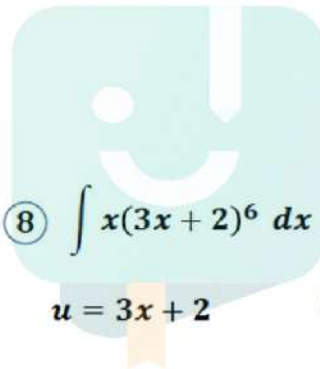 ⑧ ∫ x(3x + 2)⁶ dx
u = 3x + 2